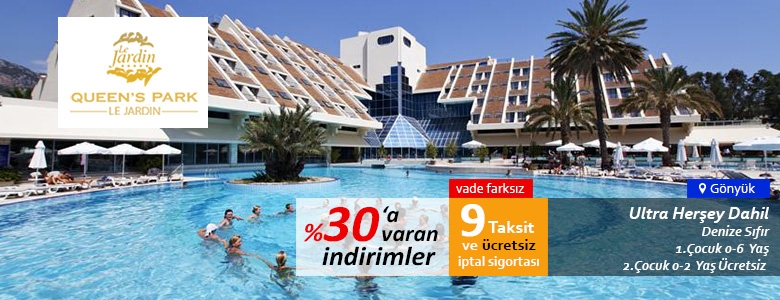 Le
Jardin
QUEEN'S PARK
LE JARDIN
%30'a
varan
indirimler
vade farksız
9 Taksit
ve ücretsiz
iptal sigortası
Gönyük
Ultra Herşey Dahil
Denize Sıfır
1.Çocuk 0-6 Yaş
2.Çocuk 0-2 Yaş Ücretsiz